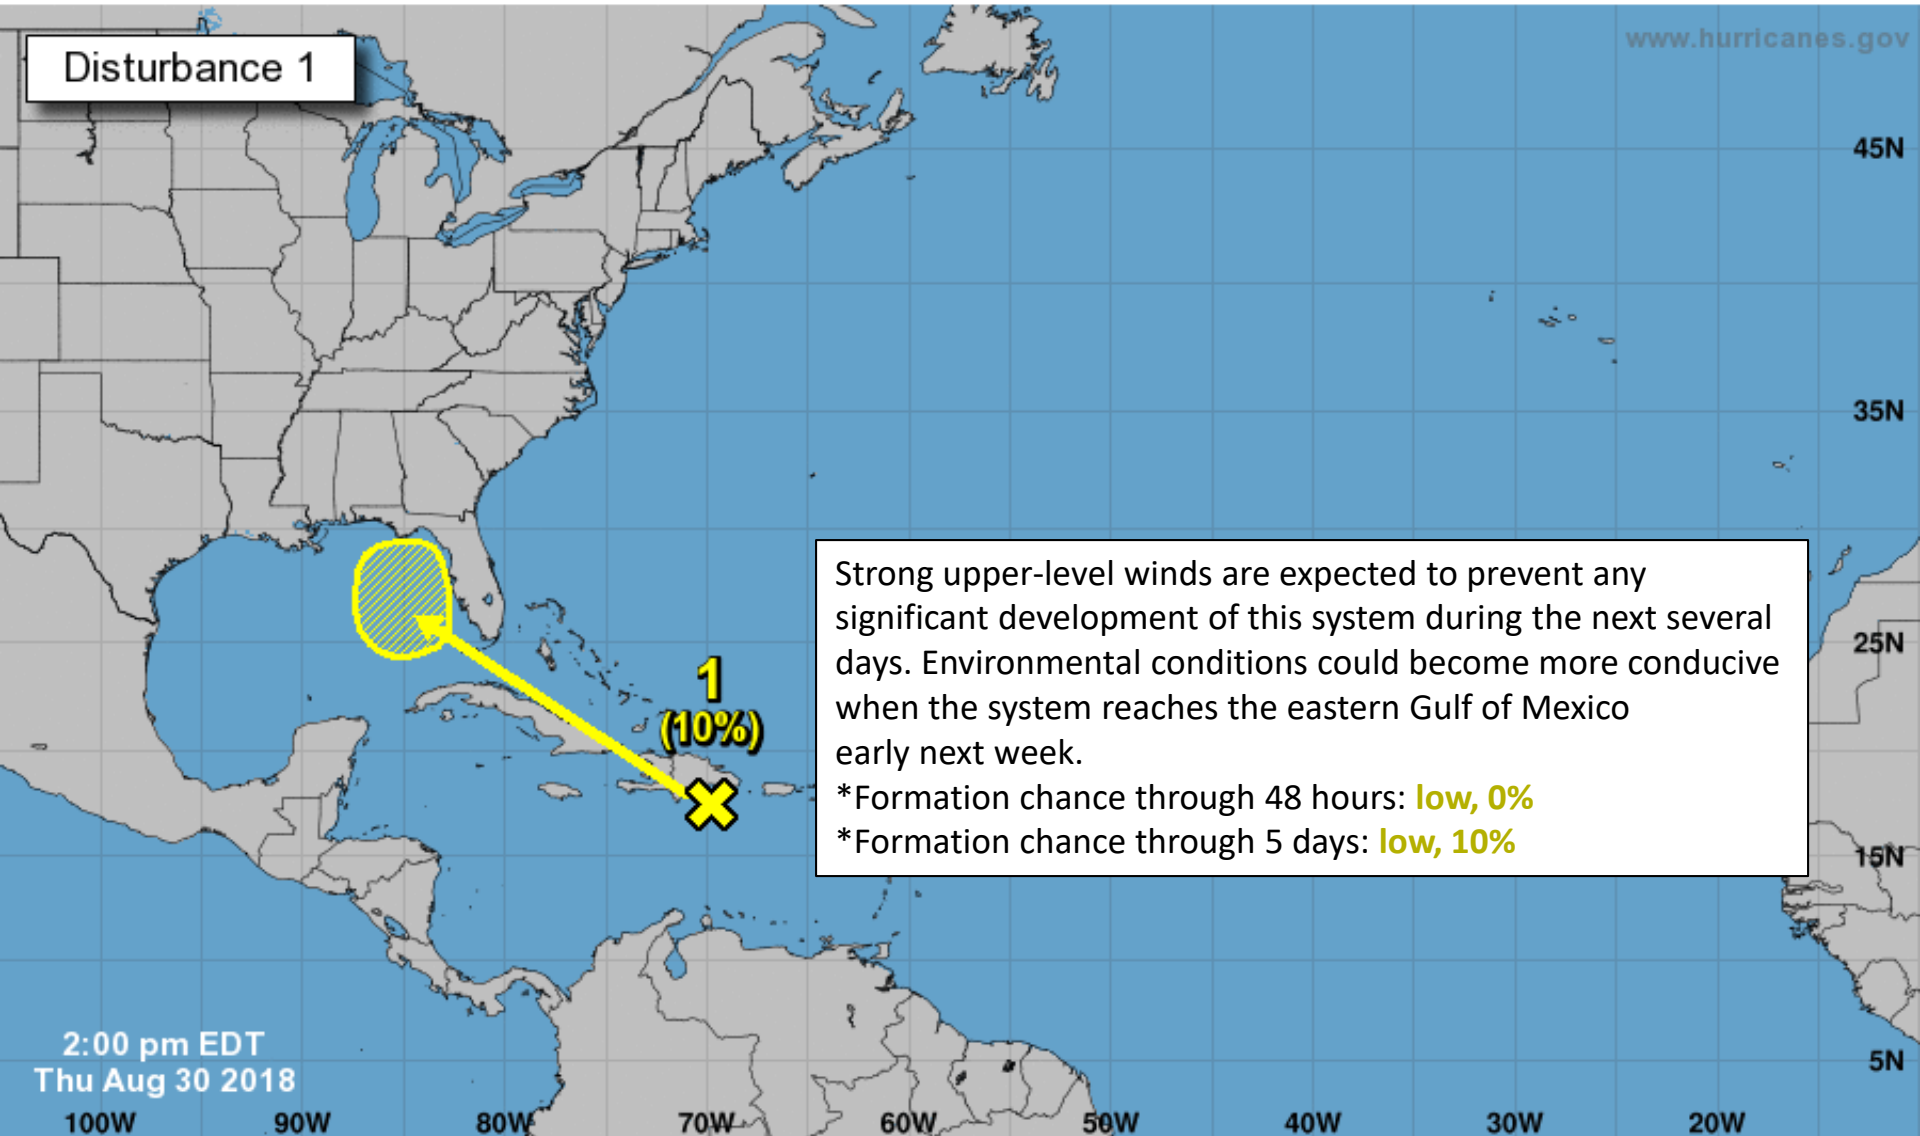 www.hurricanes.gov
Disturbance 1
45N
35N
Strong upper-level winds are expected to prevent any
significant development of this system during the next several
days. Environmental conditions could become more conducive
when the system reaches the eastern Gulf of Mexico
early next week.
*Formation chance through 48 hours: low, 0%
*Formation chance through 5 days: low, 10%
25N
1
(10%)
15N
2:00 pm EDT
Thu Aug 30 2018
5N
100W 90W 80W 70W 60W 50W 40W 30W 20W